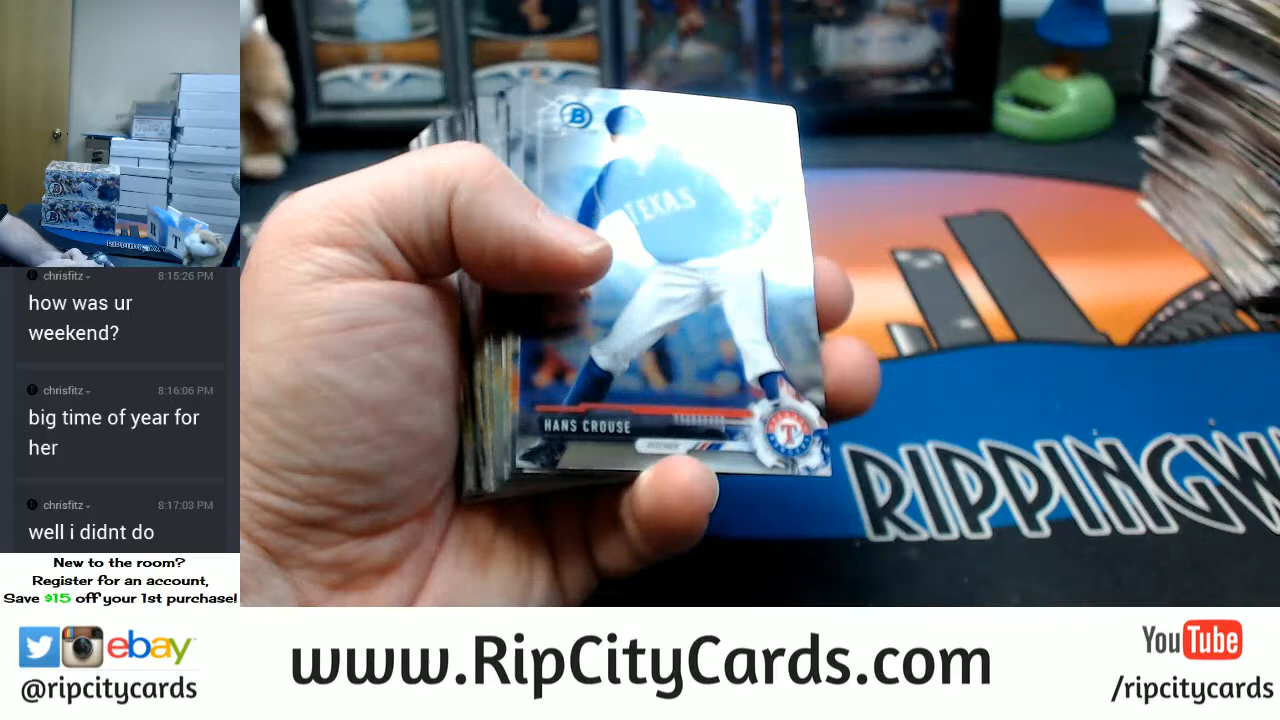 chrisfitz 8:15:26 PM
how was ur
weekend?
chrisfitz 8:16:06 PM
big time of year for
her
chrisfitz 8:17:03 PM
well i didnt do
New to the room?
Register for an account,
Save $15 off your 1st purchase!
B
TEXAS
HANS CROUSE
PITCHER
T
RIPPINGW
R T
RIPPING
ebay
@ripcitycards
www.RipCityCards.com
YouTube
/ripcitycards